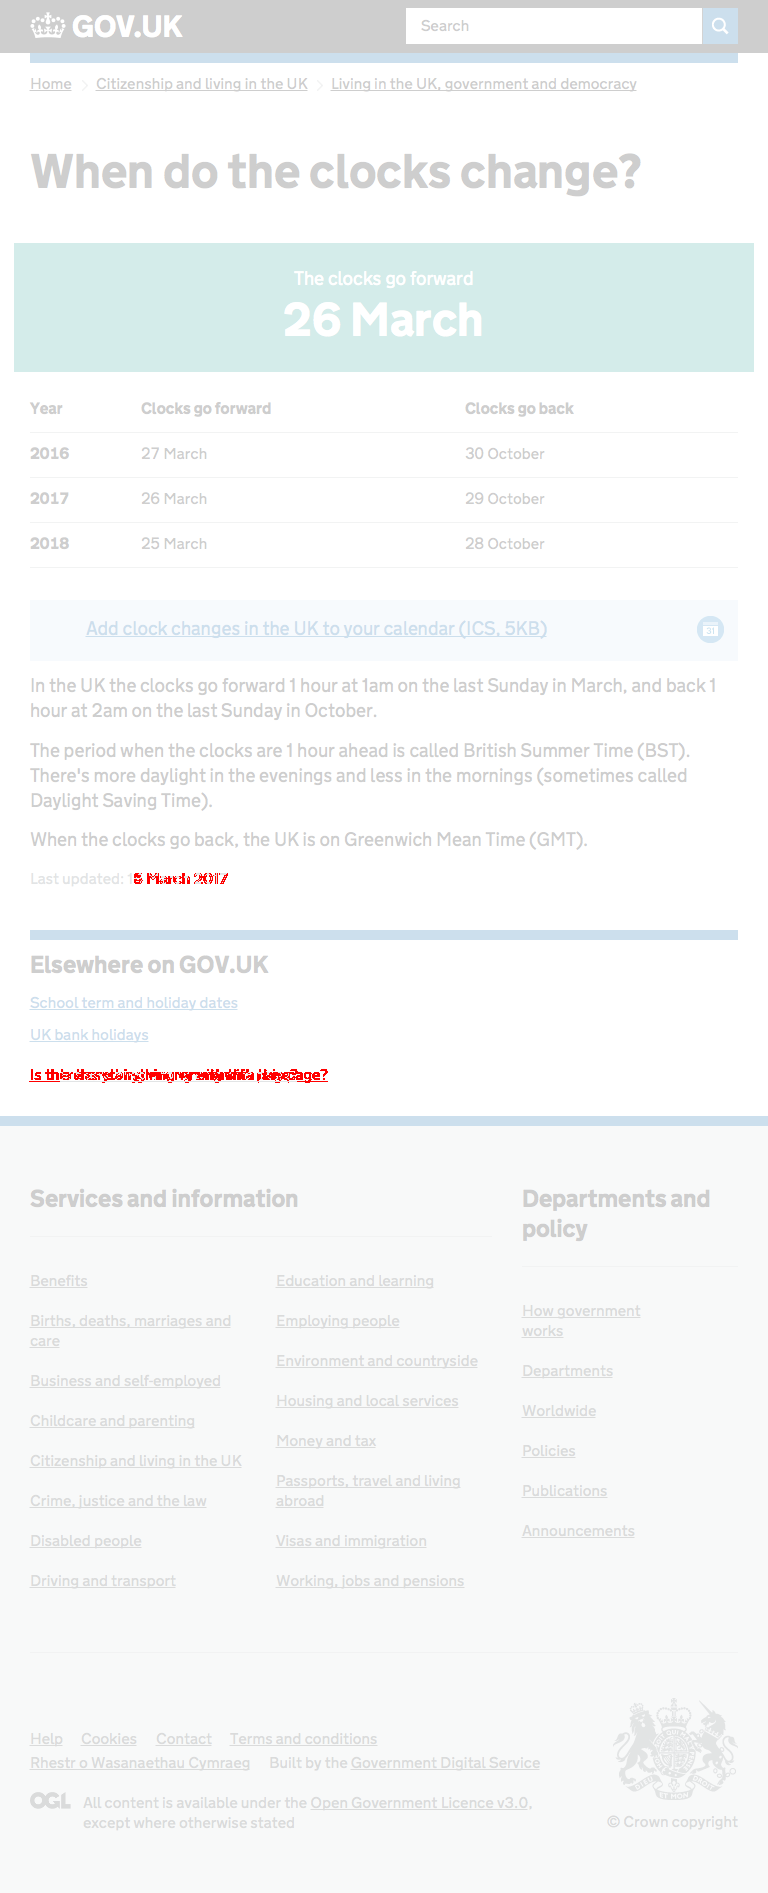 GOV.UK
Search
Home
Citizenship and living in the UK
Living in the UK, government and democracy
When do the clocks change?
The clocks go forward
26 March
Year Clocks go forward Clocks go back
2016 27 March 30 October
2017 26 March 29 October
2018 25 March 28 October
Add clock changes in the UK to your calendar (ICS, 5KB)
In the UK the clocks go forward 1 hour at 1am on the last Sunday in March, and back 1
hour at 2am on the last Sunday in October.
The period when the clocks are 1 hour ahead is called British Summer Time (BST).
There's more daylight in the evenings and less in the mornings (sometimes called
Daylight Saving Time).
When the clocks go back, the UK is on Greenwich Mean Time (GMT).
Last updated: March 2017
Elsewhere on GOV.UK
School term and holiday dates
UK bank holidays
Is
Services and information
Benefits
Births, deaths, marriages and
care
Business and self-employed
Childcare and parenting
Citizenship and living in the UK
Crime, justice and the law
Disabled people
Driving and transport
Education and learning
Employing people
Environment and countryside
Housing and local services
Money and tax
Passports, travel and living
abroad
Visas and immigration
Working, jobs and pensions
Departments and
policy
How government
works
Departments
Worldwide
Policies
Publications
Announcements
Help Cookies Contact Terms and conditions
Rhestr o Wasanaethau Cymraeg Built by the Government Digital Service
OGL
All content is available under the Open Government Licence v3.0,
except where otherwise stated
© Crown copyright